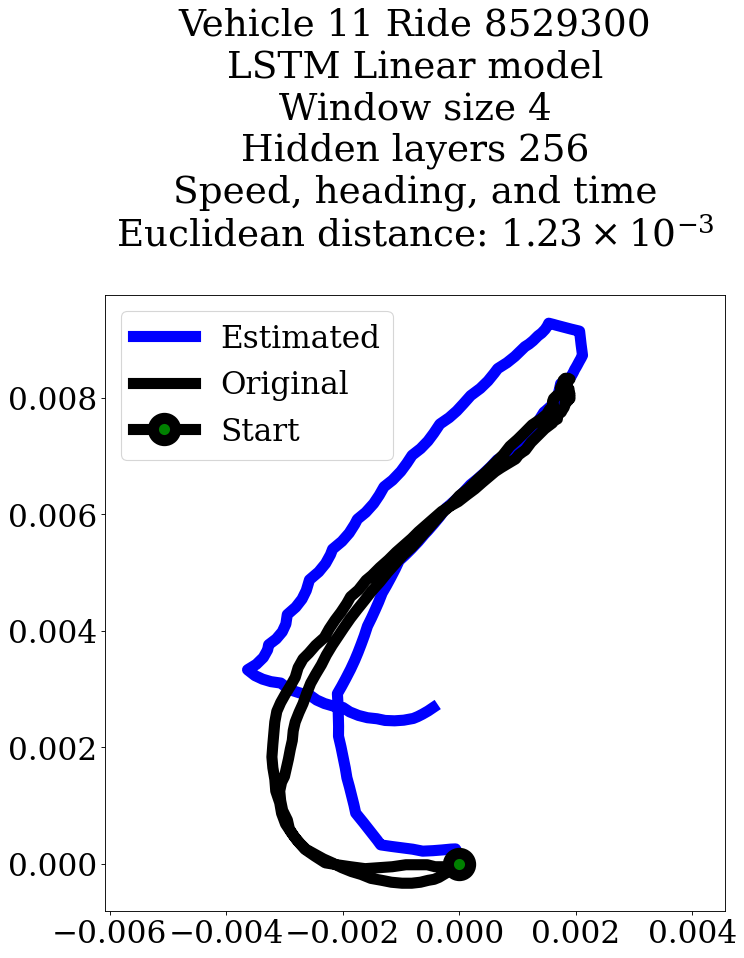 Vehicle 11 Ride 8529300
LSTM Linear model
Window size 4
Hidden layers 256
Speed, heading, and time
Euclidean distance: 1.23 × 10⁻³
Estimated
Original
Start
0.008
0.006
0.004
0.002
0.000
−0.006 −0.004 −0.002 0.000 0.002 0.004